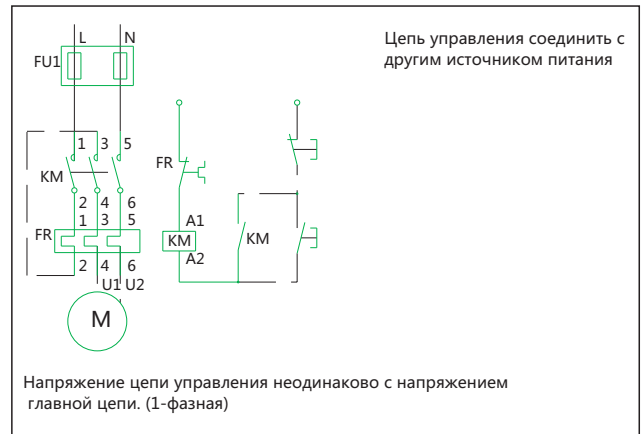 L N
FU1
Цепь управления соединить с
другим источником питания
1 3 5
KM
2 4 6
FR
1 3 5
FR
2 4 6
U1 U2
M
A1
KM
A2
KM
Напряжение цепи управления неодинаково с напряжением
главной цепи. (1-фазная)